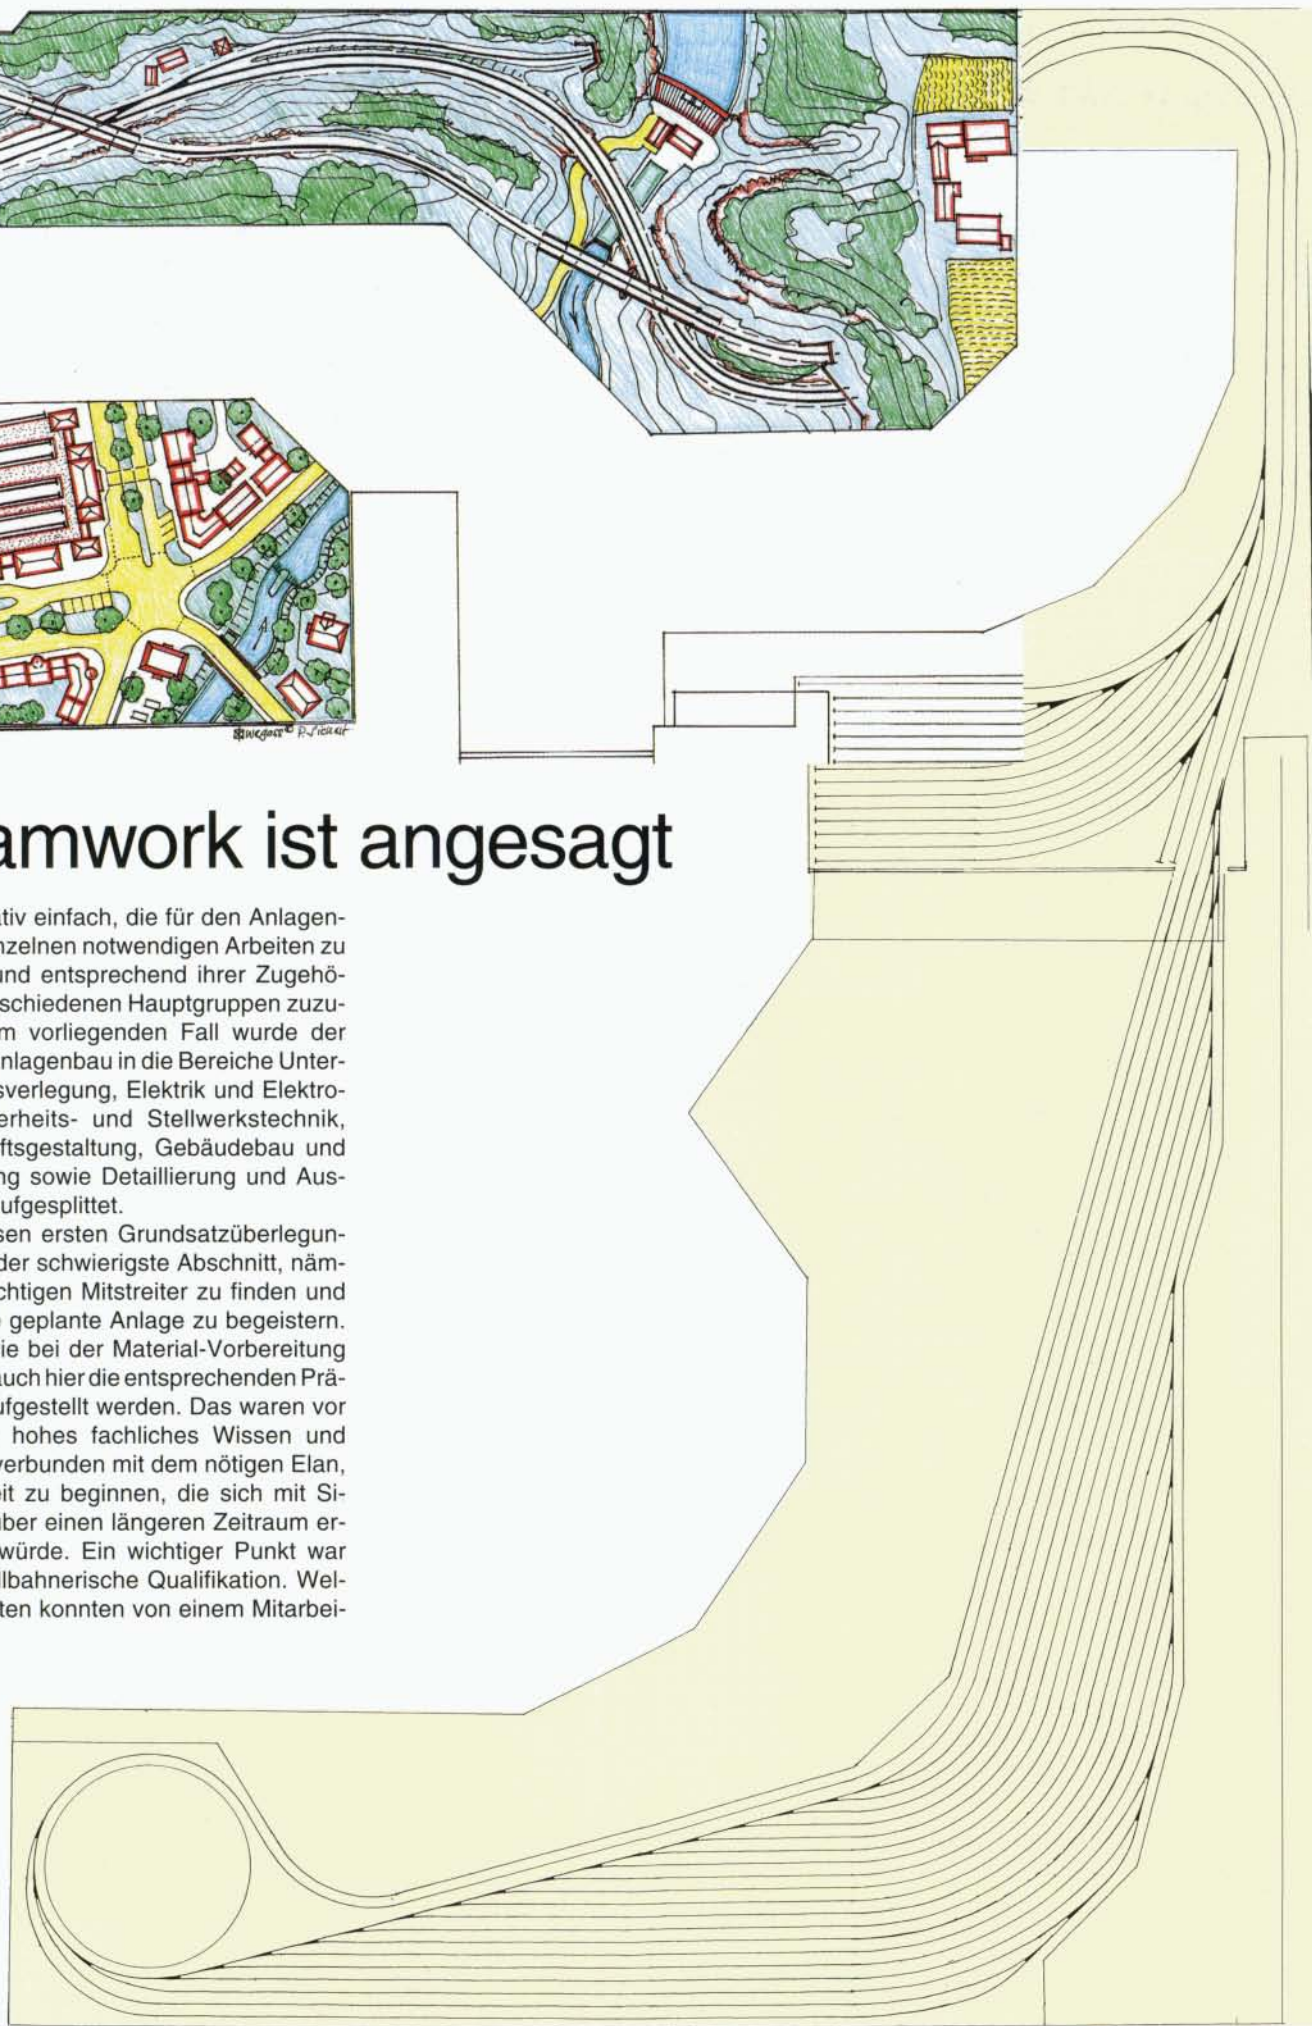 amwork ist angesagt
ativ einfach, die für den Anlagen-
nzelnen notwendigen Arbeiten zu
und entsprechend ihrer Zugehö-
schiedenen Hauptgruppen zuzu-
m vorliegenden Fall wurde der
nlagenbau in die Bereiche Unter-
sverlegung, Elektrik und Elektro-
erheits- und Stellwerkstechnik,
ftsgestaltung, Gebäudebau und
ng sowie Detaillierung und Aus-
ufgesplittet.
sen ersten Grundsatzüberlegun-
der schwierigste Abschnitt, näm-
chtigen Mitstreiter zu finden und
e geplante Anlage zu begeistern.
ie bei der Material-Vorbereitung
auch hier die entsprechenden Prä-
ufgestellt werden. Das waren vor
hohes fachliches Wissen und
verbunden mit dem nötigen Elan,
eit zu beginnen, die sich mit Si-
über einen längeren Zeitraum er-
würde. Ein wichtiger Punkt war
llbahnerische Qualifikation. Wel-
ten konnten von einem Mitarbei-